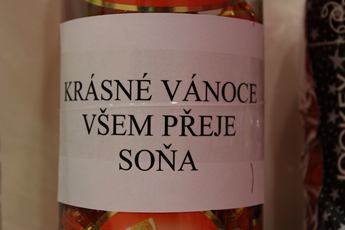 KRÁSNÉ VÁNOCE
VŠEM PŘEJE
SOŇA